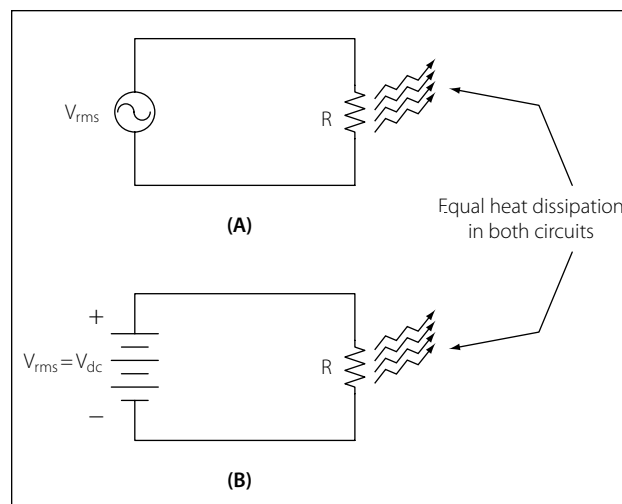 Vrms
R
(A)
Equal heat dissipation
in both circuits
+
Vrms = Vdc
−
R
(B)